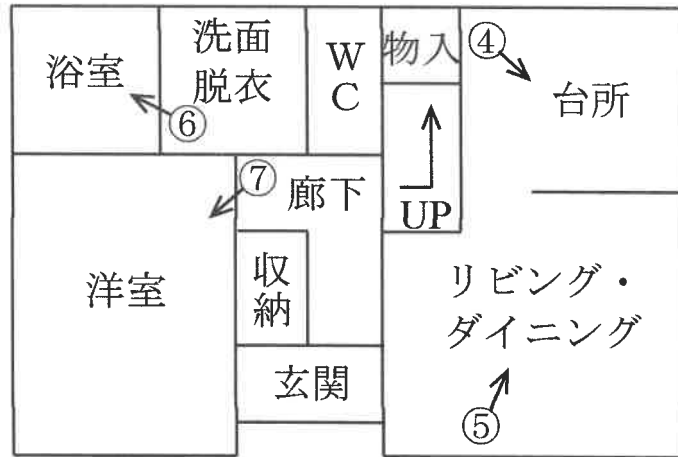 浴室
洗面
脱衣
W
C
物入
④
台所
⑥
⑦
廊下
UP
洋室
収
納
リビング・
ダイニング
玄関
⑤